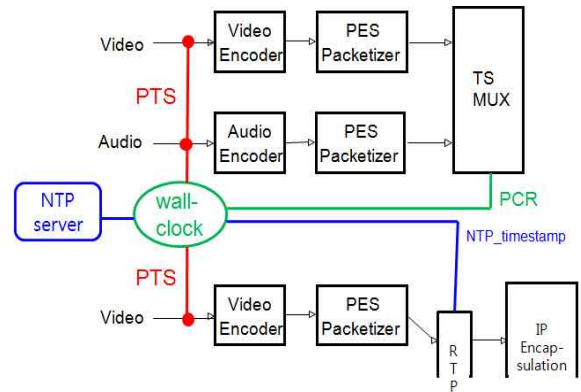 Video
Video
Encoder
PES
Packetizer
TS
MUX
PTS
Audio
Audio
Encoder
PES
Packetizer
NTP
server
wall-
clock
PCR
NTP_timestamp
PTS
Video
Video
Encoder
PES
Packetizer
R
T
P
IP
Encap-
sulation